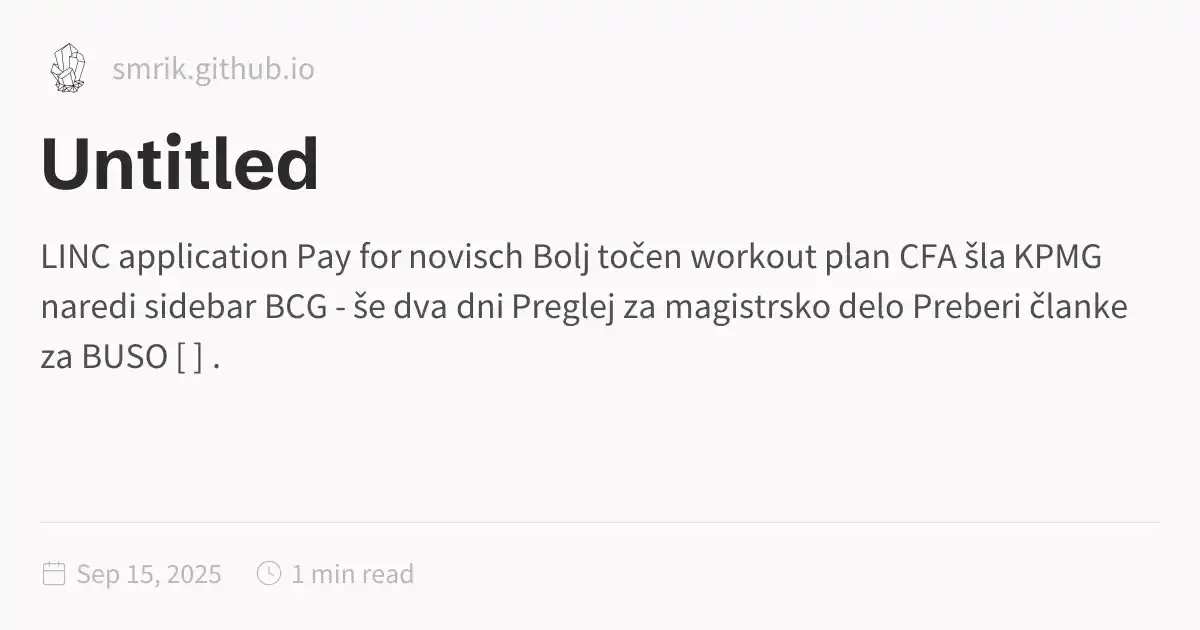 smrik.github.io
Untitled
LINC application Pay for novisch Bolj točen workout plan CFA šla KPMG
naredi sidebar BCG - še dva dni Preglej za magistrsko delo Preberi članke
za BUSO [ ] .
Sep 15, 2025 1 min read